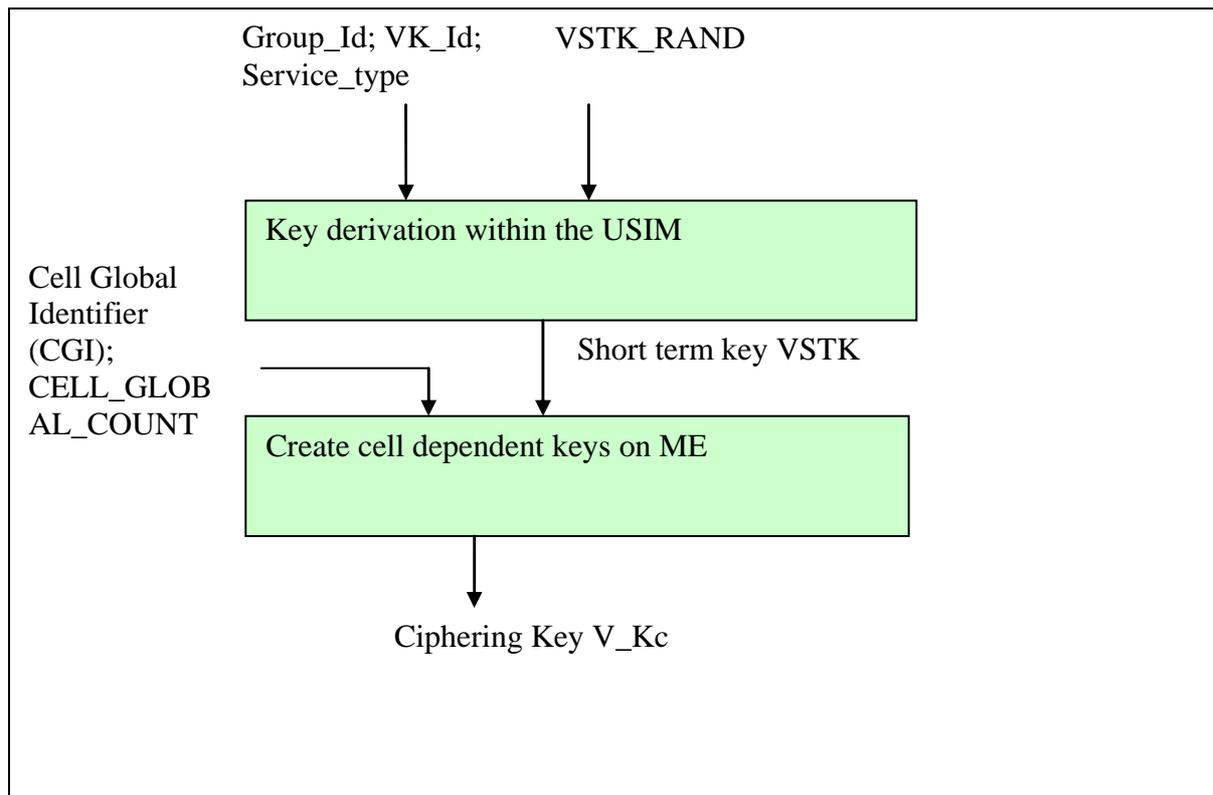 Group_Id; VK_Id;
Service_type
VSTK_RAND
Key derivation within the USIM
Cell Global
Identifier
(CGI);
CELL_GLOB
AL_COUNT
Short term key VSTK
Create cell dependent keys on ME
Ciphering Key V_Kc